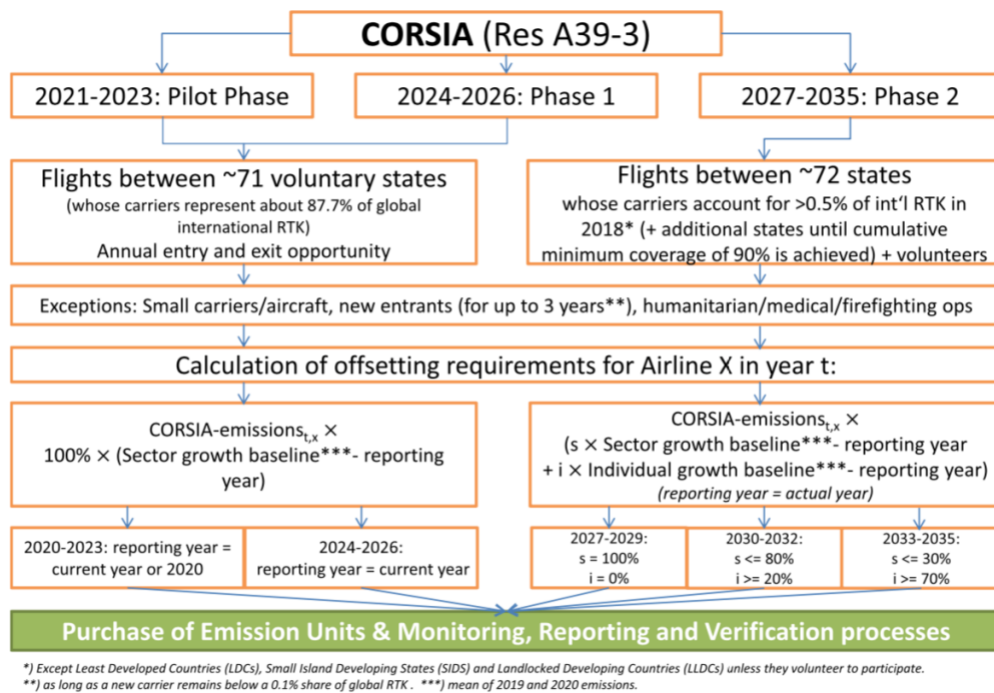 CORSIA (Res A39-3)
2021-2023: Pilot Phase
2024-2026: Phase 1
2027-2035: Phase 2
Flights between ~71 voluntary states
(whose carriers represent about 87.7% of global
international RTK)
Annual entry and exit opportunity
Flights between ~72 states
whose carriers account for >0.5% of int'l RTK in
2018* (+ additional states until cumulative
minimum coverage of 90% is achieved) + volunteers
Exceptions: Small carriers/aircraft, new entrants (for up to 3 years**), humanitarian/medical/firefighting ops
Calculation of offsetting requirements for Airline X in year t:
CORSIA-emissionst,x ×
100% × (Sector growth baseline***- reporting
year)
CORSIA-emissionst,x ×
(s × Sector growth baseline***- reporting year
+ i × Individual growth baseline***- reporting year)
(reporting year = actual year)
2020-2023: reporting year =
current year or 2020
2024-2026:
reporting year = current year
2027-2029:
s = 100%
i = 0%
2030-2032:
s <= 80%
i >= 20%
2033-2035:
s <= 30%
i >= 70%
Purchase of Emission Units & Monitoring, Reporting and Verification processes
*) Except Least Developed Countries (LDCs), Small Island Developing States (SIDS) and Landlocked Developing Countries (LLDCs) unless they volunteer to participate.
**) as long as a new carrier remains below a 0.1% share of global RTK . ***) mean of 2019 and 2020 emissions.